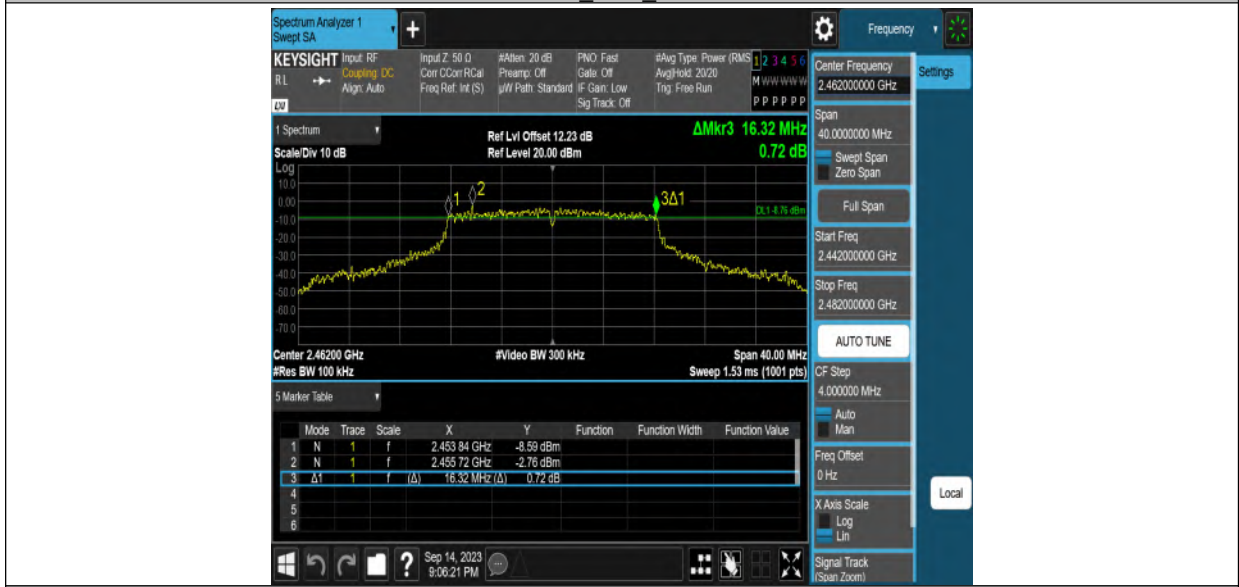 Spectrum Analyzer 1
Swept SA
Frequency
KEYSIGHT
RL
Input: RF
Coupling: DC
Align: Auto
Input Z: 50 Ω
Corr CCorr RCal
Freq Ref: Int (S)
#Atten: 20 dB
Preamp: Off
µW Path: Standard
PNO: Fast
Gate: Off
IF Gain: Low
Sig Track: Off
#Avg Type: Power (RMS
Avg|Hold: 20/20
Trig: Free Run
1 2 3 4 5 6
M W W W W W
P P P P P P
1 Spectrum
Scale/Div 10 dB
Ref Lvl Offset 12.23 dB
Ref Level 20.00 dBm
ΔMkr3 16.32 MHz
0.72 dB
Log
10.0
0.00
-10.0
-20.0
-30.0
-40.0
-50.0
-60.0
-70.0
1
2
3Δ1
DL1 -8.76 dBm
Center 2.46200 GHz
#Res BW 100 kHz
#Video BW 300 kHz
Span 40.00 MHz
Sweep 1.53 ms (1001 pts)
5 Marker Table
Mode Trace Scale X Y Function Function Width Function Value
1 N 1 f 2.453 84 GHz -8.59 dBm
2 N 1 f 2.455 72 GHz -2.76 dBm
3 Δ1 1 f (Δ) 16.32 MHz (Δ) 0.72 dB
4
5
6
Sep 14, 2023
9:06:21 PM
Center Frequency
2.462000000 GHz
Settings
Span
40.0000000 MHz
Swept Span
Zero Span
Full Span
Start Freq
2.442000000 GHz
Stop Freq
2.482000000 GHz
AUTO TUNE
CF Step
4.000000 MHz
Auto
Man
Freq Offset
0 Hz
X Axis Scale
Log
Lin
Local
Signal Track
(Span Zoom)